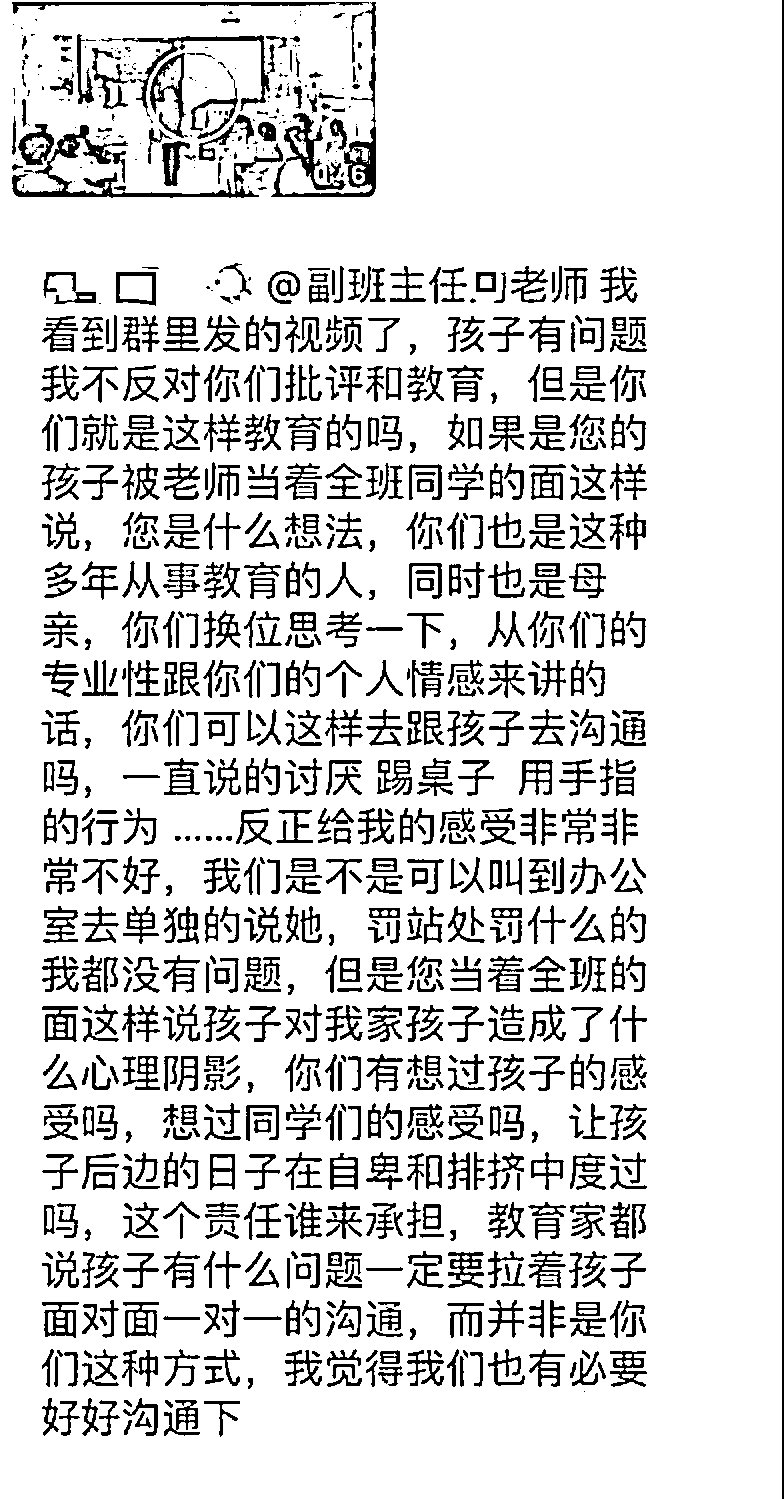 0:46
@副班主任 老师 我
看到群里发的视频了，孩子有问题
我不反对你们批评和教育，但是你
们就是这样教育的吗，如果是您的
孩子被老师当着全班同学的面这样
说，您是什么想法，你们也是这种
多年从事教育的人，同时也是母
亲，你们换位思考一下，从你们的
专业性跟你们的个人情感来讲的
话，你们可以这样去跟孩子去沟通
吗，一直说的讨厌 踢桌子 用手指
的行为 ......反正给我的感受非常非
常不好，我们是不是可以叫到办公
室去单独的说她，罚站处罚什么的
我都没有问题，但是您当着全班的
面这样说孩子对我家孩子造成了什
么心理阴影，你们有想过孩子的感
受吗，想过同学们的感受吗，让孩
子后边的日子在自卑和排挤中度过
吗，这个责任谁来承担，教育家都
说孩子有什么问题一定要拉着孩子
面对面一对一的沟通，而并非是你
们这种方式，我觉得我们也有必要
好好沟通下